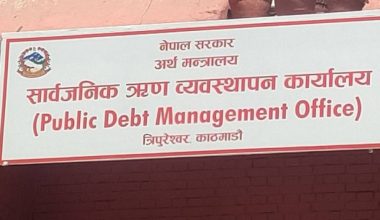 नेपाल सरकार
अर्थ मन्त्रालय
सार्वजनिक ऋण व्यवस्थापन कार्यालय
(Public Debt Management Office)
त्रिपुरेश्वर, काठमाडौं